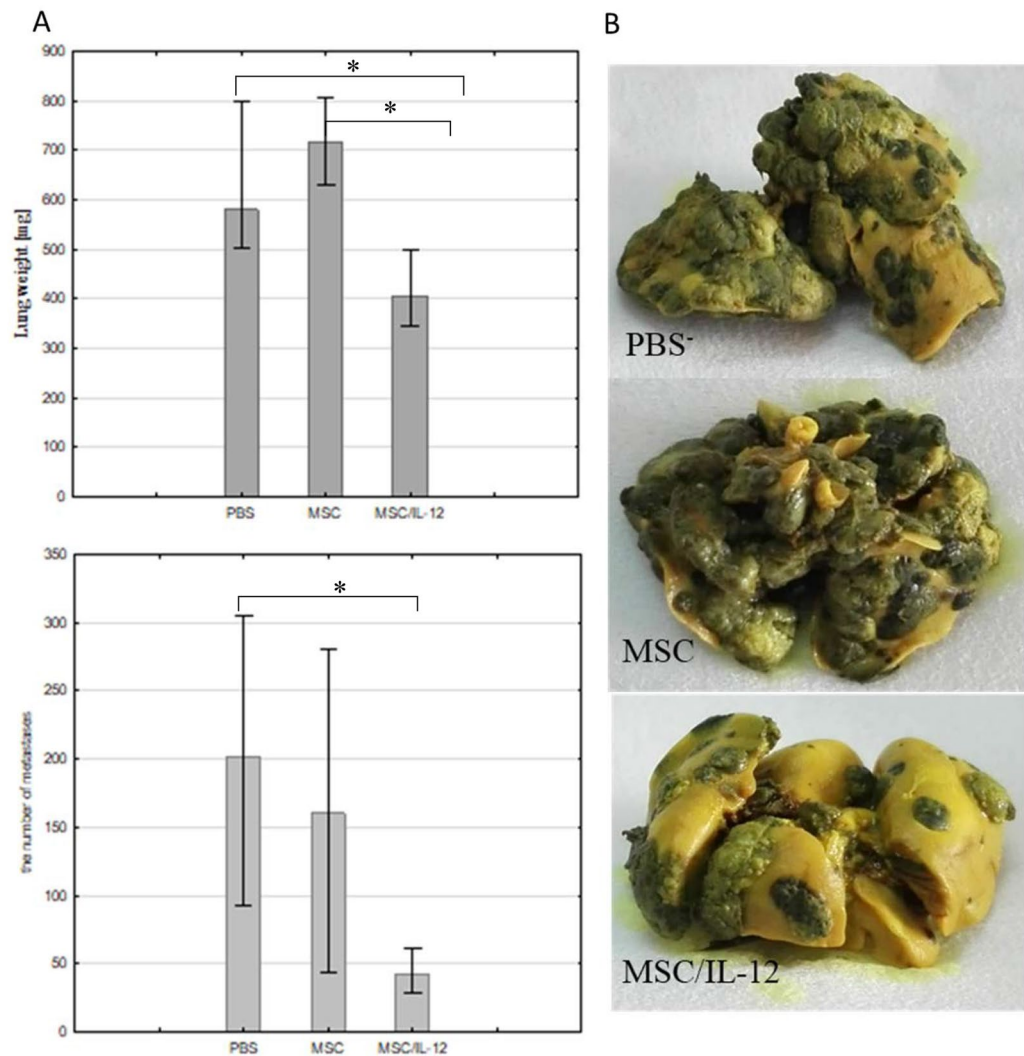 A
900
800
700
600
500
400
300
200
100
0
Lung weight [mg]
*
*
PBS MSC MSC/IL-12
350
300
250
200
150
100
50
0
the number of metastases
*
PBS MSC MSC/IL-12
B
PBS-
MSC
MSC/IL-12